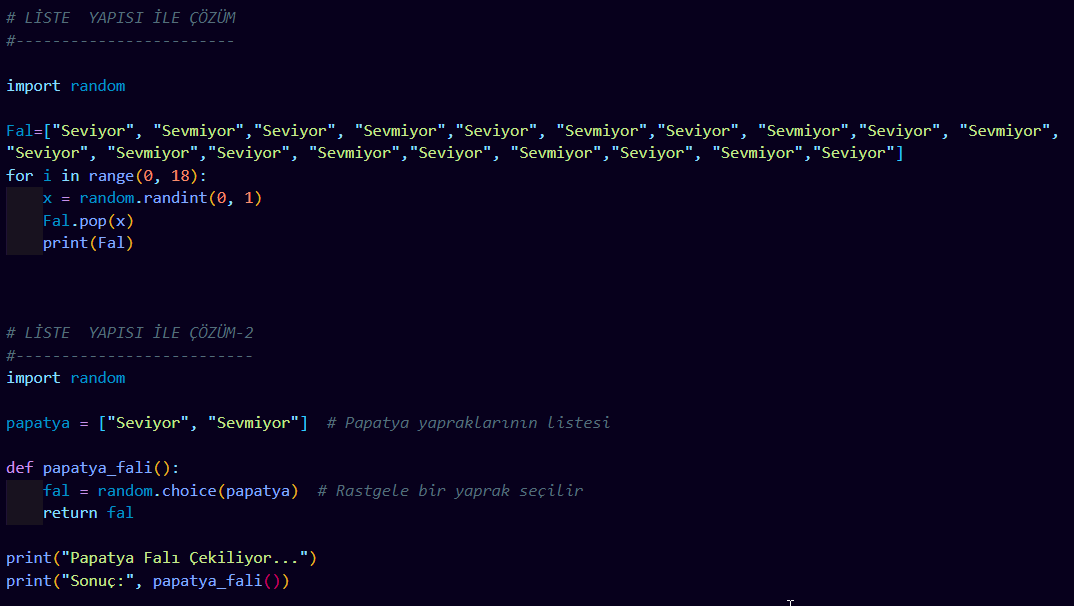 # LİSTE  YAPISI İLE ÇÖZÜM
#------------------------
import random
Fal=["Seviyor", "Sevmiyor","Seviyor", "Sevmiyor","Seviyor", "Sevmiyor","Seviyor", "Sevmiyor","Seviyor", "Sevmiyor",
"Seviyor", "Sevmiyor","Seviyor", "Sevmiyor","Seviyor", "Sevmiyor","Seviyor", "Sevmiyor","Seviyor"]
for i in range(0, 18):
    x = random.randint(0, 1)
    Fal.pop(x)
    print(Fal)
# LİSTE  YAPISI İLE ÇÖZÜM-2
#--------------------------
import random
papatya = ["Seviyor", "Sevmiyor"]  # Papatya yapraklarının listesi
def papatya_fali():
    fal = random.choice(papatya)  # Rastgele bir yaprak seçilir
    return fal
print("Papatya Falı Çekiliyor...")
print("Sonuç:", papatya_fali())